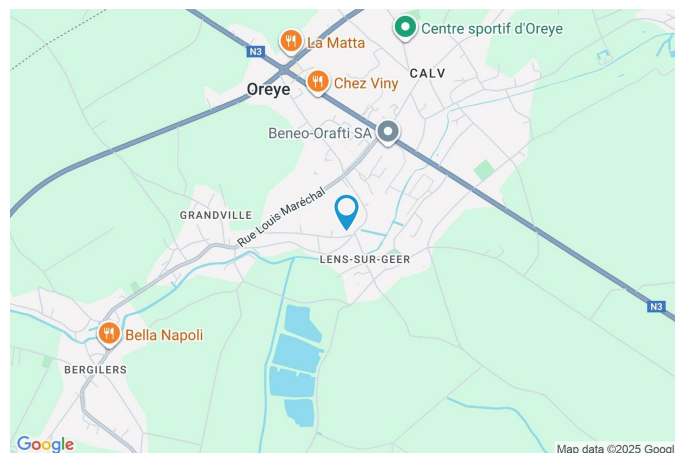 La Matta
Centre sportif d'Oreye
N3
CALV
Chez Viny
Oreye
Beneo-Orafti SA
Rue Louis Maréchal
GRANDVILLE
LENS-SUR-GEER
N3
Bella Napoli
BERGILERS
Google
Map data ©2025 Googl